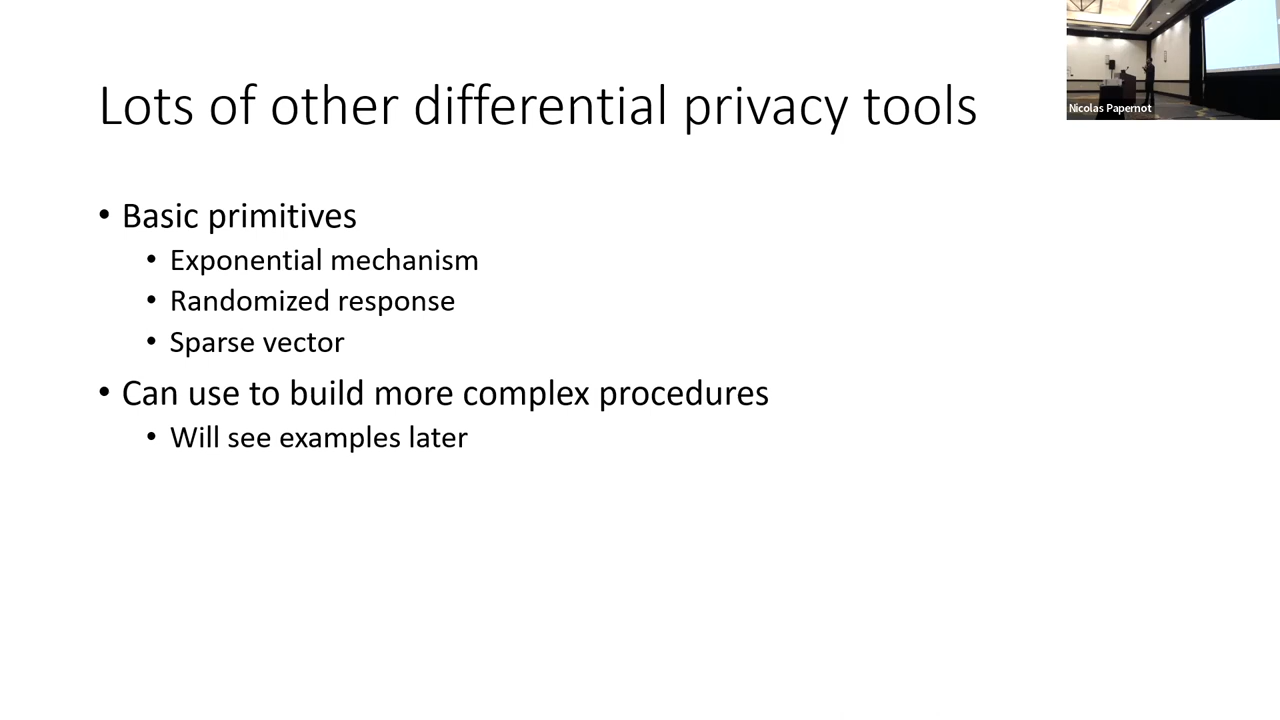 Lots of other differential privacy tools
Nicolas Papernot
• Basic primitives
• Exponential mechanism
• Randomized response
• Sparse vector
• Can use to build more complex procedures
• Will see examples later